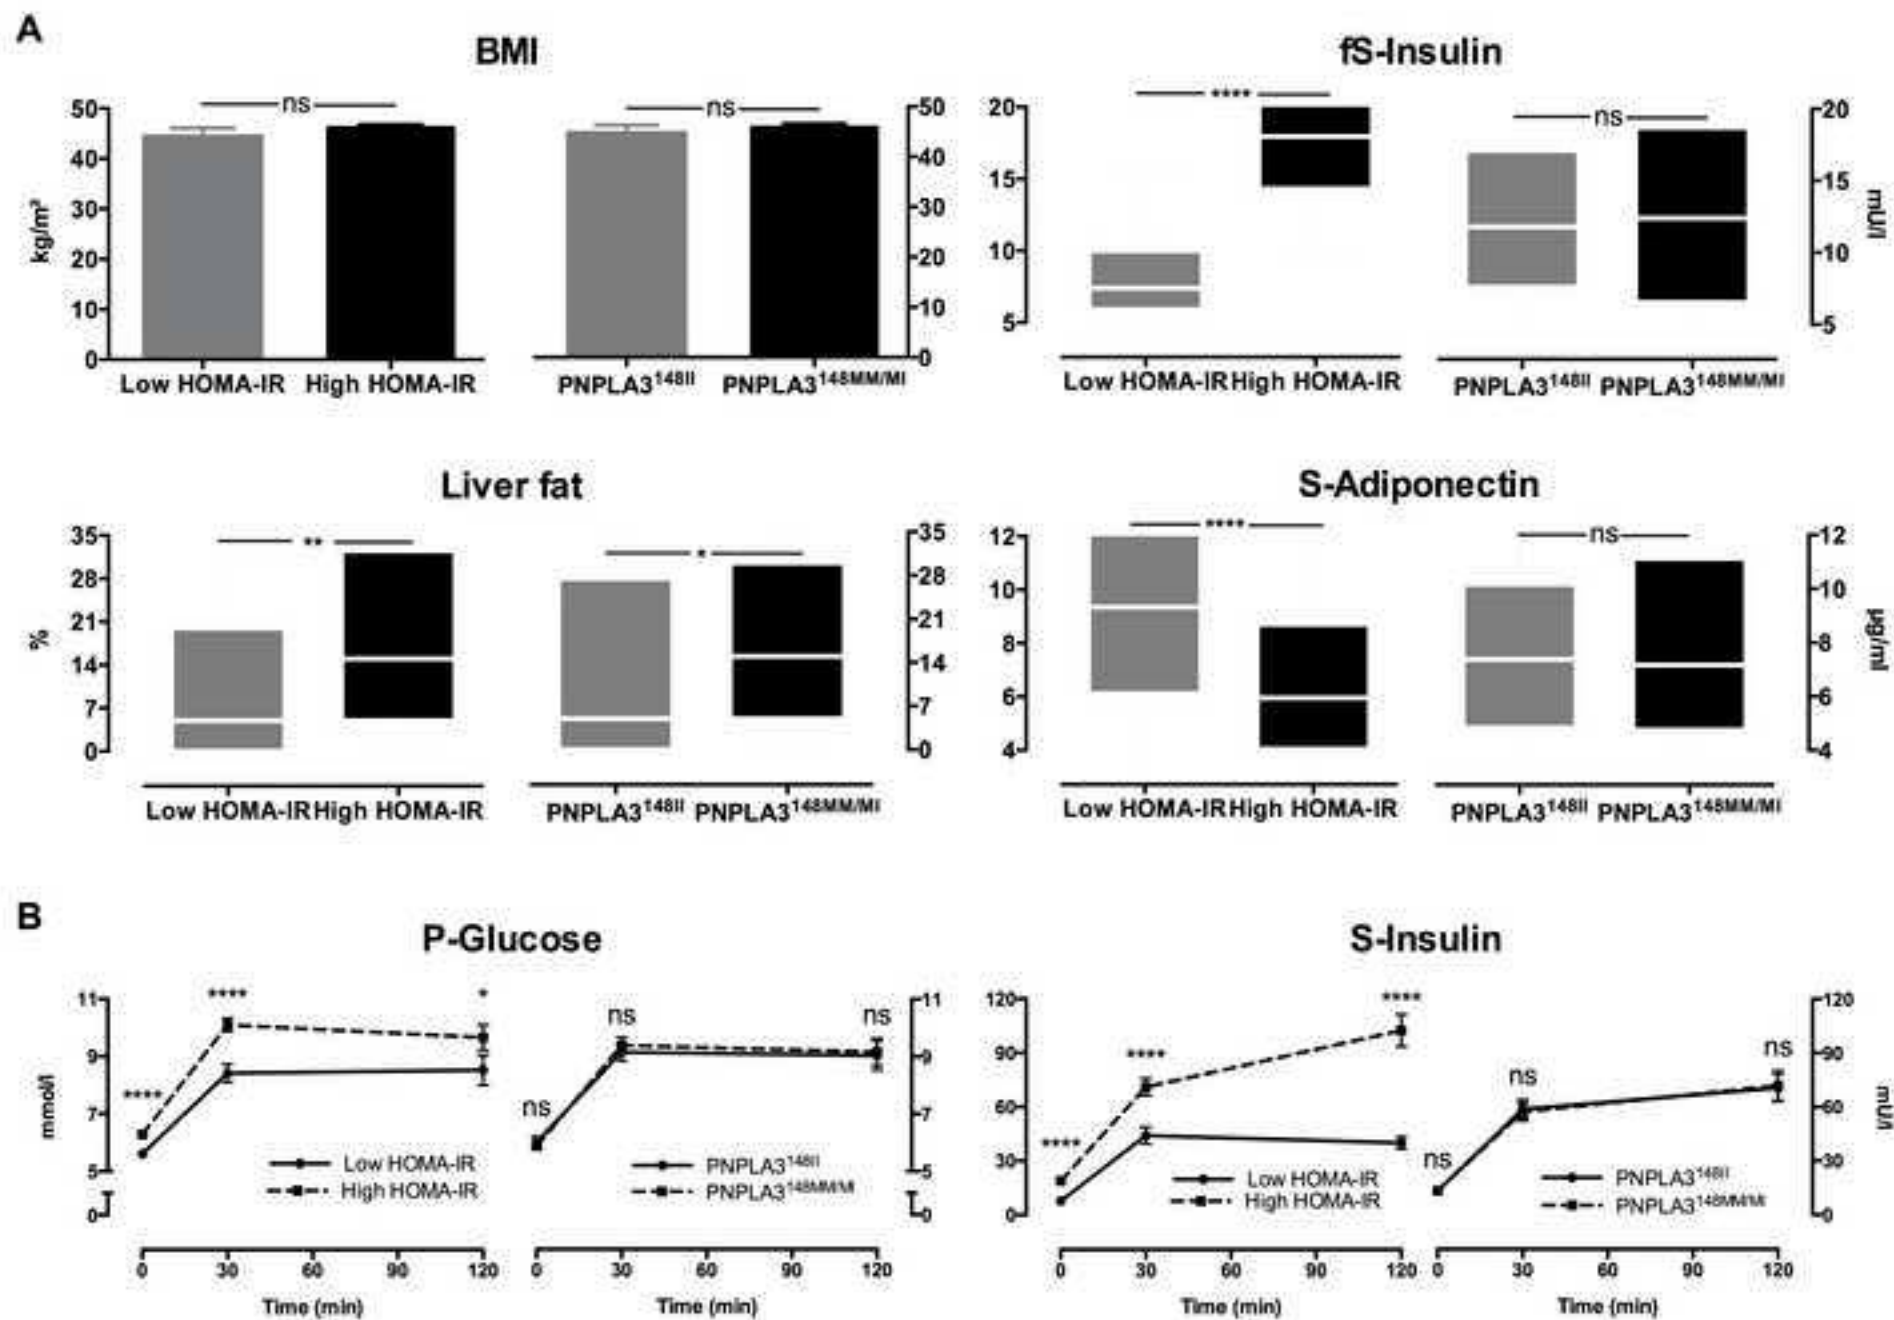 A
BMI
fS-Insulin
ns
ns
****
ns
50
40
30
20
10
0
kg/m²
50
40
30
20
10
0
20
15
10
5
20
15
10
5
mU/l
Low HOMA-IR High HOMA-IR
PNPLA3¹⁴⁸ᴵᴵ PNPLA3¹⁴⁸ᴹᴹ/ᴹᴵ
Low HOMA-IR High HOMA-IR
PNPLA3¹⁴⁸ᴵᴵ PNPLA3¹⁴⁸ᴹᴹ/ᴹᴵ
Liver fat
S-Adiponectin
**
*
****
ns
35
28
21
14
7
0
%
35
28
21
14
7
0
12
10
8
6
4
12
10
8
6
4
µg/ml
Low HOMA-IR High HOMA-IR
PNPLA3¹⁴⁸ᴵᴵ PNPLA3¹⁴⁸ᴹᴹ/ᴹᴵ
Low HOMA-IR High HOMA-IR
PNPLA3¹⁴⁸ᴵᴵ PNPLA3¹⁴⁸ᴹᴹ/ᴹᴵ
B
P-Glucose
S-Insulin
11
9
7
5
0
mmol/l
****
****
*
Low HOMA-IR
High HOMA-IR
0 30 60 90 120
Time (min)
ns
ns
ns
PNPLA3¹⁴⁸ᴵᴵ
PNPLA3¹⁴⁸ᴹᴹ/ᴹᴵ
11
9
7
5
0
0 30 60 90 120
Time (min)
120
90
60
30
0
****
****
****
Low HOMA-IR
High HOMA-IR
0 30 60 90 120
Time (min)
ns
ns
ns
PNPLA3¹⁴⁸ᴵᴵ
PNPLA3¹⁴⁸ᴹᴹ/ᴹᴵ
120
90
60
30
0
mU/l
0 30 60 90 120
Time (min)